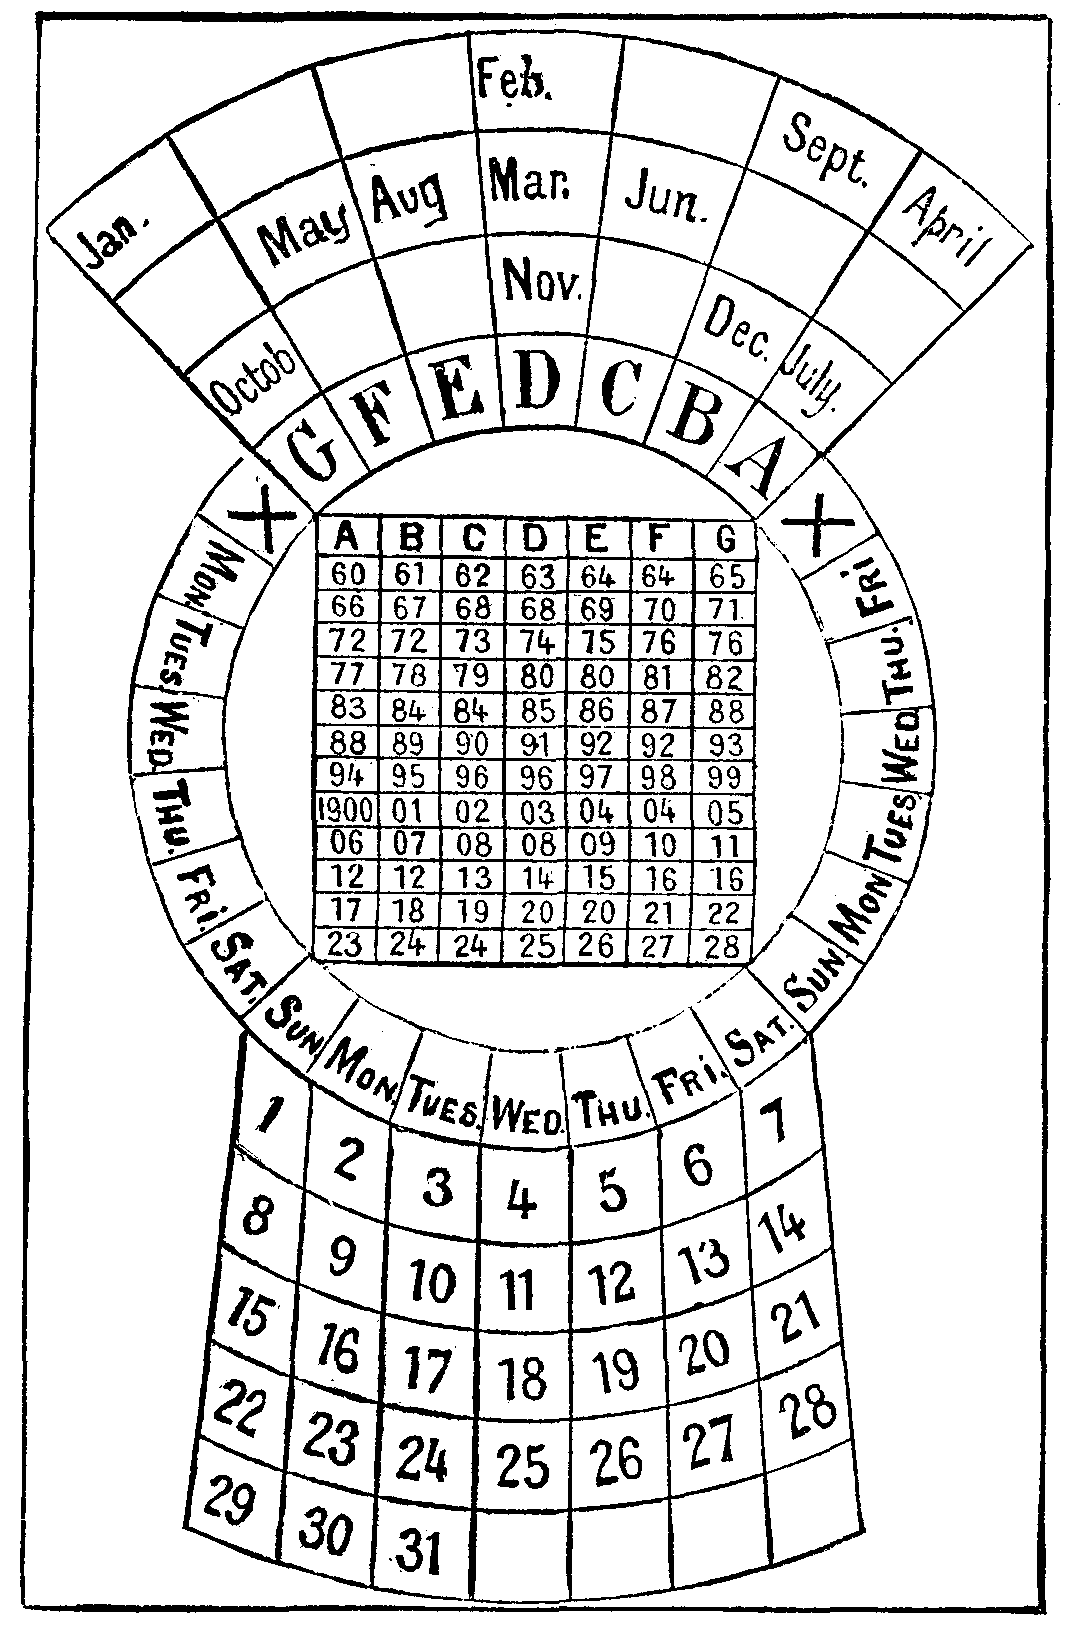 Feb.
Jan. Sept. April
May Aug Mar. Jun.
Nov.
Octob Dec. July.
G F E D C B A
+ +
A B C D E F G
60 61 62 63 64 64 65
66 67 68 68 69 70 71
72 72 73 74 75 76 76
77 78 79 80 80 81 82
83 84 84 85 86 87 88
88 89 90 91 92 92 93
94 95 96 96 97 98 99
1900 01 02 03 04 04 05
06 07 08 08 09 10 11
12 12 13 14 15 16 16
17 18 19 20 20 21 22
23 24 24 25 26 27 28
MON. TUES. WED. THU. FRI. SAT. SUN. MON. TUES. WED. THU. FRI. SAT. SUN MON TUES WED THU. FRI
1 2 3 4 5 6 7
8 9 10 11 12 13 14
15 16 17 18 19 20 21
22 23 24 25 26 27 28
29 30 31